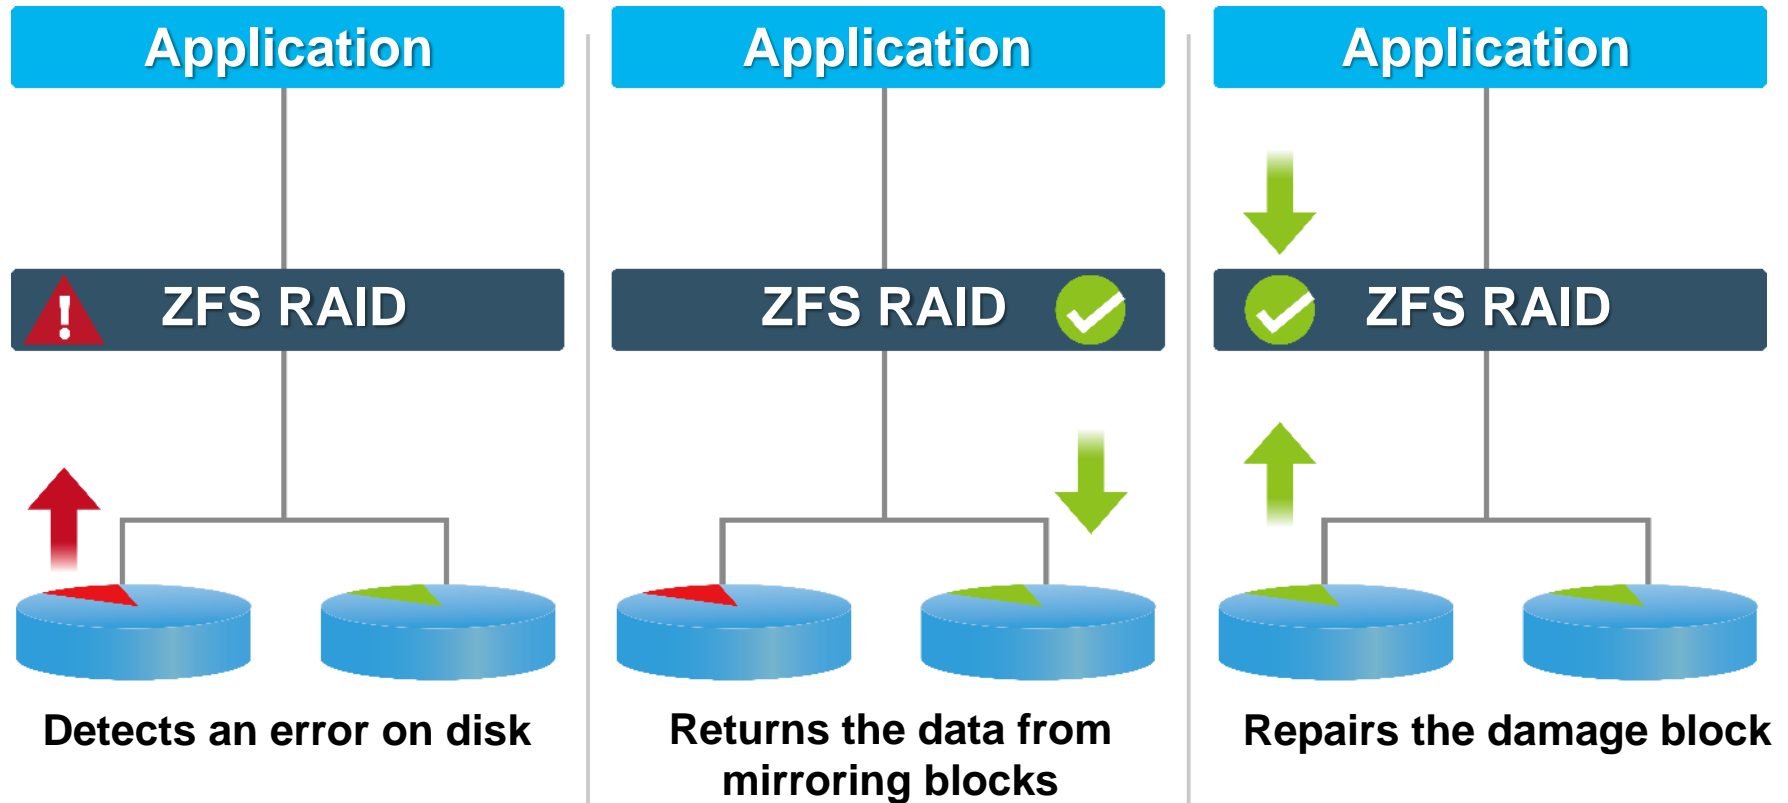 Application
Application
Application
ZFS RAID
ZFS RAID
ZFS RAID
Detects an error on disk
Returns the data from
mirroring blocks
Repairs the damage block